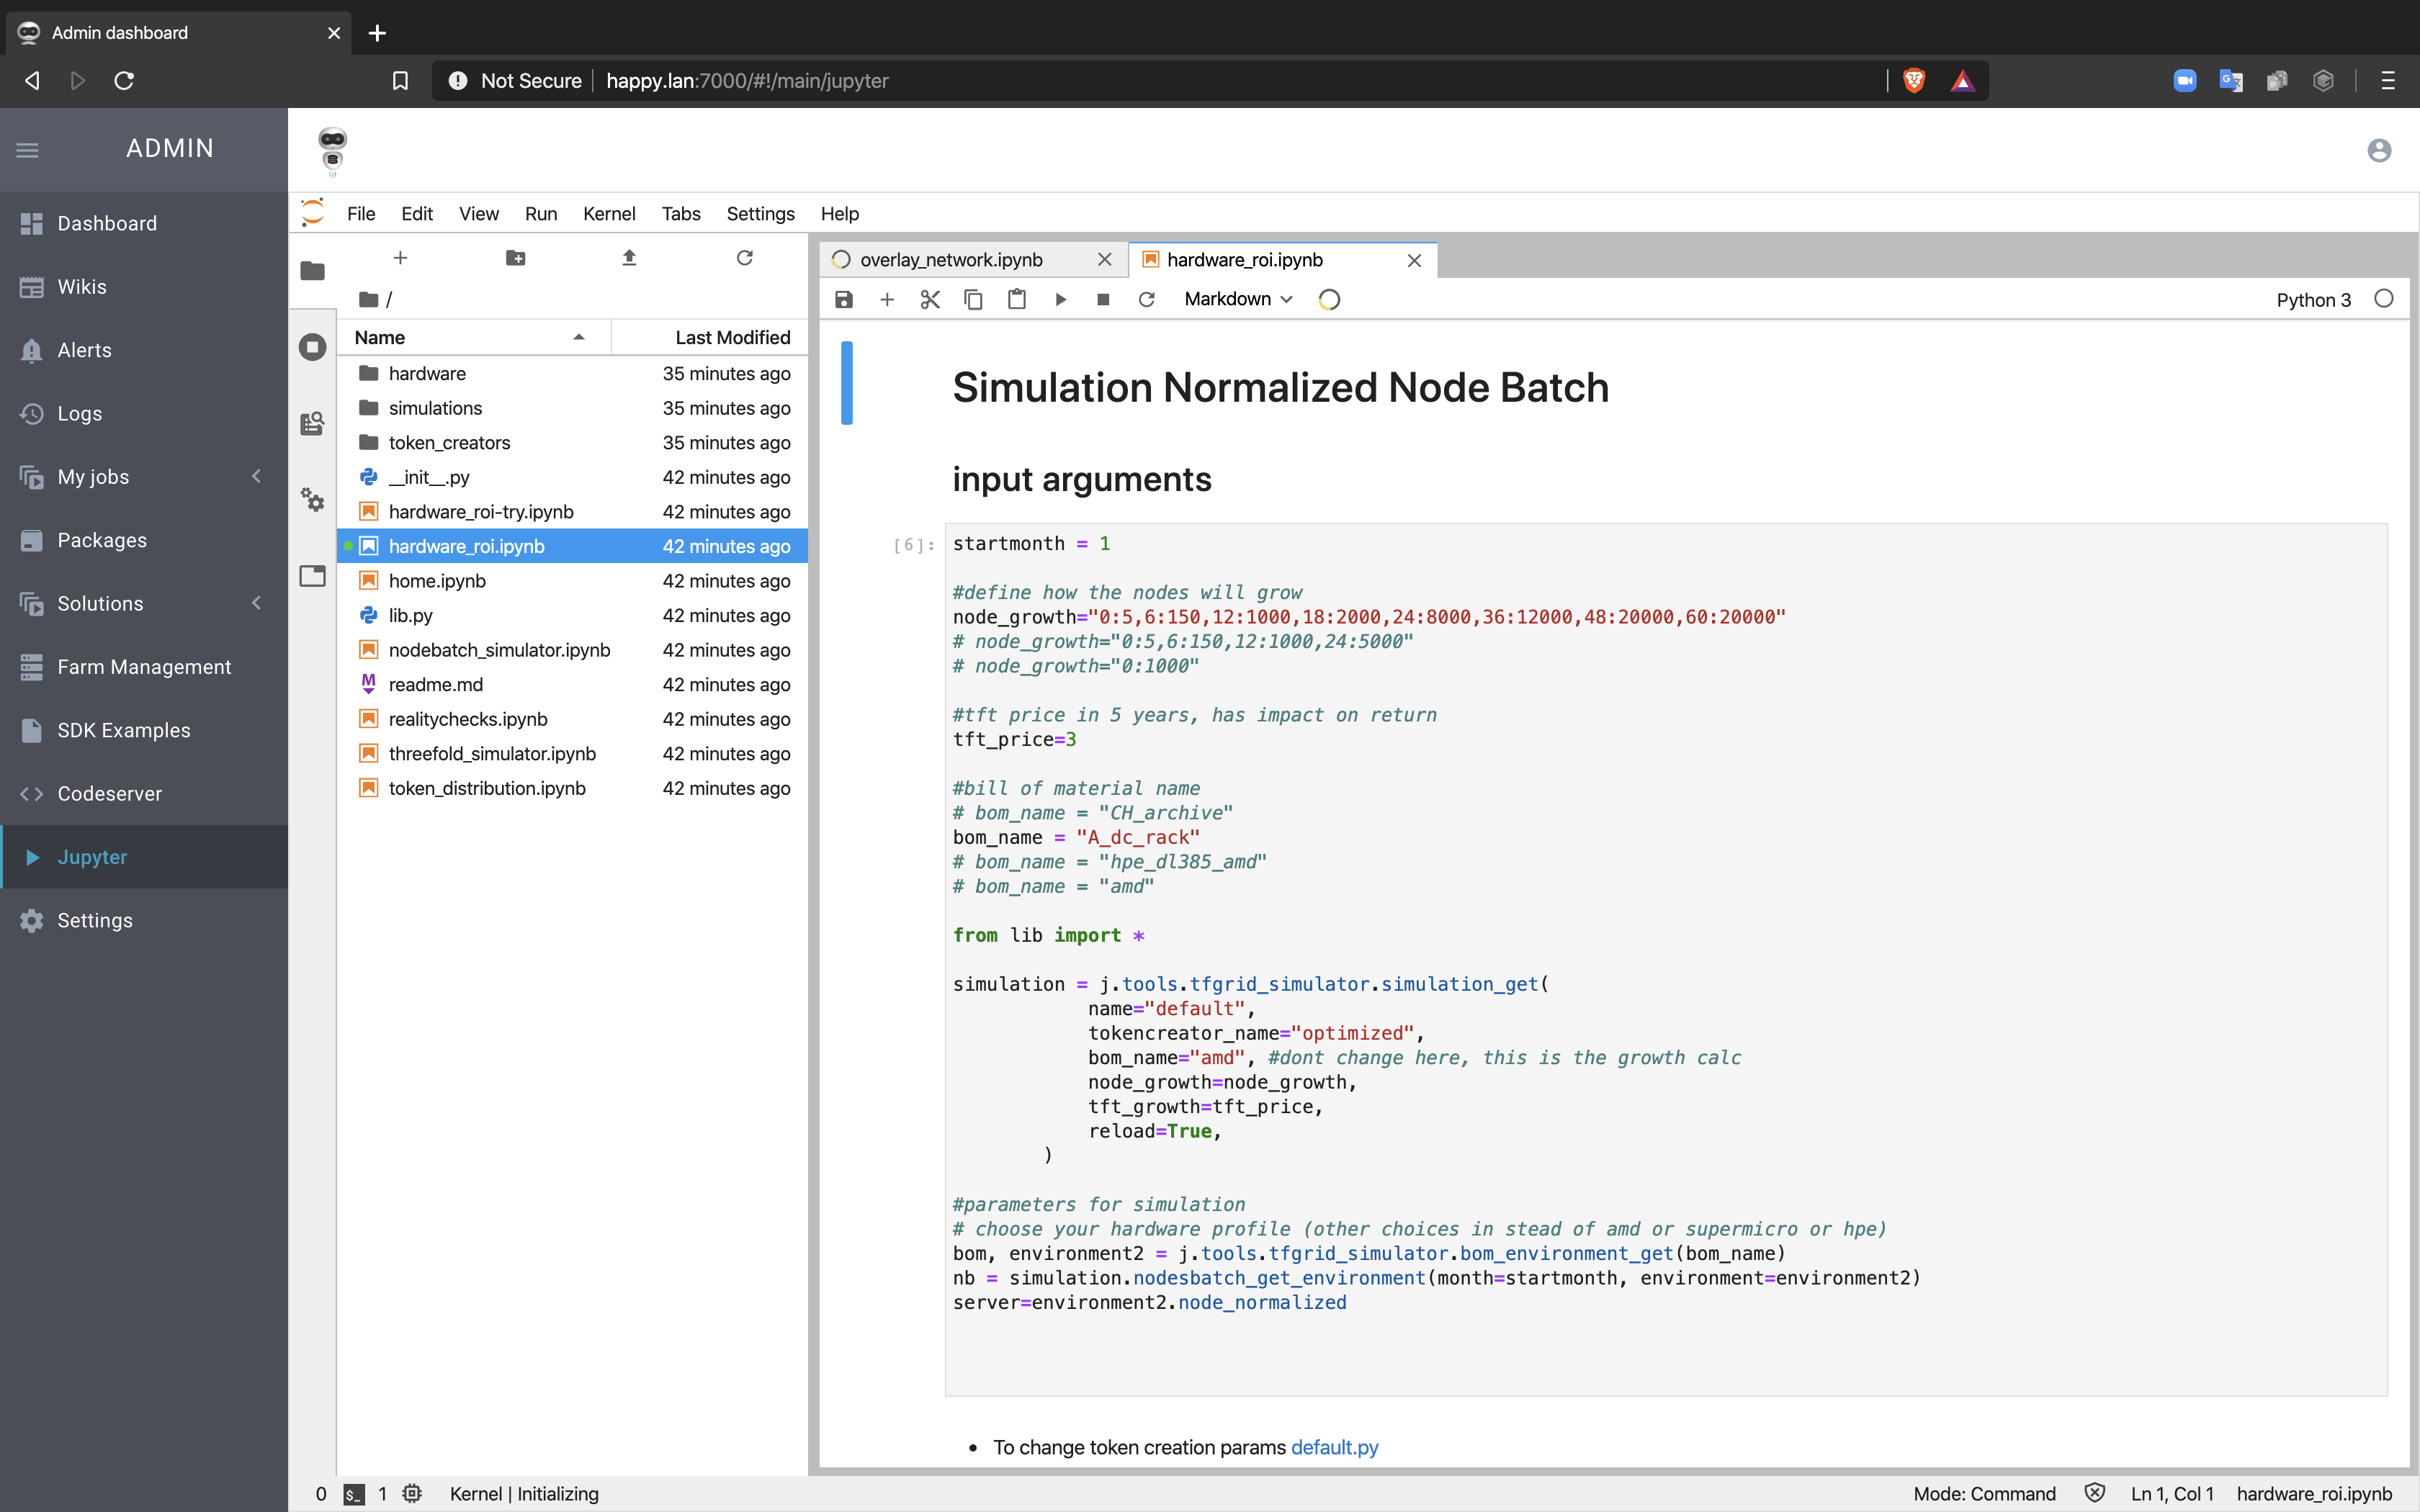 Admin dashboard
Not Secure happy.lan:7000/#!/main/jupyter
ADMIN
Dashboard
Wikis
Alerts
Logs
My jobs
Packages
Solutions
Farm Management
SDK Examples
Codeserver
Jupyter
Settings
File Edit View Run Kernel Tabs Settings Help
/
Name Last Modified
hardware 35 minutes ago
simulations 35 minutes ago
token_creators 35 minutes ago
__init__.py 42 minutes ago
hardware_roi-try.ipynb 42 minutes ago
hardware_roi.ipynb 42 minutes ago
home.ipynb 42 minutes ago
lib.py 42 minutes ago
nodebatch_simulator.ipynb 42 minutes ago
readme.md 42 minutes ago
realitychecks.ipynb 42 minutes ago
threefold_simulator.ipynb 42 minutes ago
token_distribution.ipynb 42 minutes ago
overlay_network.ipynb hardware_roi.ipynb
Markdown Python 3
Simulation Normalized Node Batch
input arguments
[6]: startmonth = 1
#define how the nodes will grow
node_growth="0:5,6:150,12:1000,18:2000,24:8000,36:12000,48:20000,60:20000"
# node_growth="0:5,6:150,12:1000,24:5000"
# node_growth="0:1000"
#tft price in 5 years, has impact on return
tft_price=3
#bill of material name
# bom_name = "CH_archive"
bom_name = "A_dc_rack"
# bom_name = "hpe_dl385_amd"
# bom_name = "amd"
from lib import *
simulation = j.tools.tfgrid_simulator.simulation_get(
name="default",
tokencreator_name="optimized",
bom_name="amd", #dont change here, this is the growth calc
node_growth=node_growth,
tft_growth=tft_price,
reload=True,
)
#parameters for simulation
# choose your hardware profile (other choices in stead of amd or supermicro or hpe)
bom, environment2 = j.tools.tfgrid_simulator.bom_environment_get(bom_name)
nb = simulation.nodesbatch_get_environment(month=startmonth, environment=environment2)
server=environment2.node_normalized
• To change token creation params default.py
0 $_ 1 Kernel | Initializing Mode: Command Ln 1, Col 1 hardware_roi.ipynb